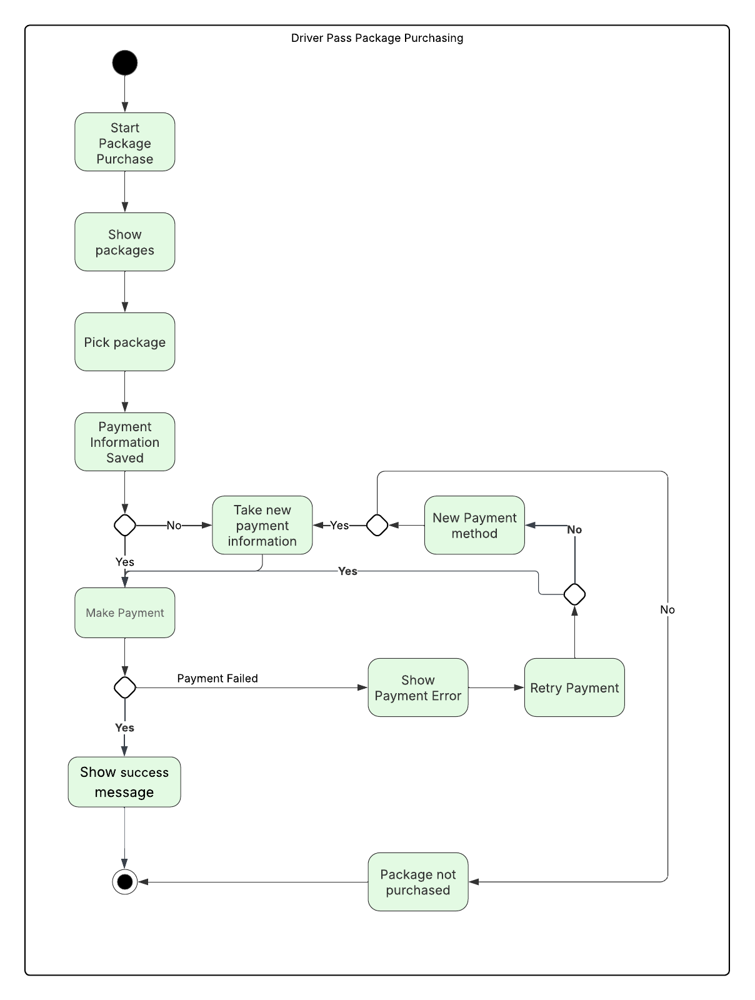 Driver Pass Package Purchasing
Start
Package
Purchase
Show
packages
Pick package
Payment
Information
Saved
No
Take new
payment
information
Yes
New Payment
method
No
Yes
Yes
Make Payment
No
Payment Failed
Show
Payment Error
Retry Payment
Yes
Show success
message
Package not
purchased